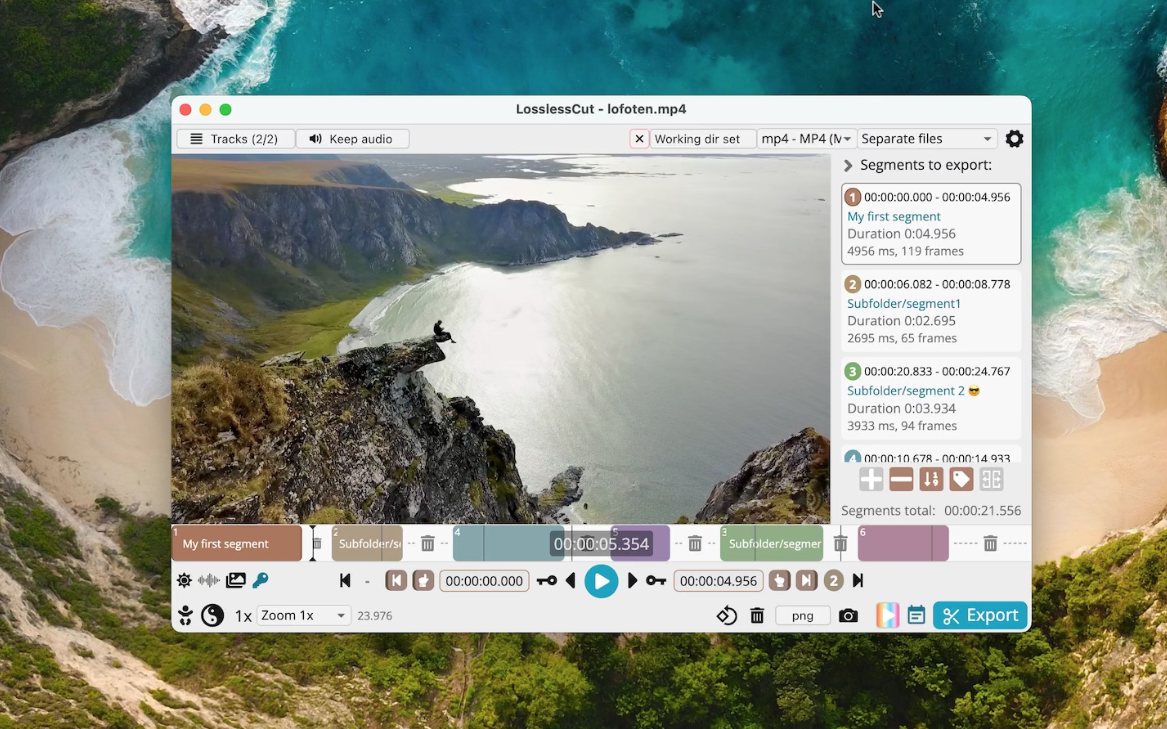 LosslessCut - lofoten.mp4
Tracks (2/2)
Keep audio
Working dir set
mp4 - MP4 (M
Separate files
Segments to export:
1 00:00:00.000 - 00:00:04.956
My first segment
Duration 0:04.956
4956 ms, 119 frames
2 00:00:06.082 - 00:00:08.778
Subfolder/segment1
Duration 0:02.695
2695 ms, 65 frames
3 00:00:20.833 - 00:00:24.767
Subfolder/segment 2 😎
Duration 0:03.934
3933 ms, 94 frames
4 00:00:10.678 - 00:00:14.933
Segments total: 00:00:21.556
1 My first segment
2 Subfolder/se
4
00:00:05.354
5
3 Subfolder/segmer
6
00:00:00.000
00:00:04.956
2
1x
Zoom 1x
23.976
png
Export